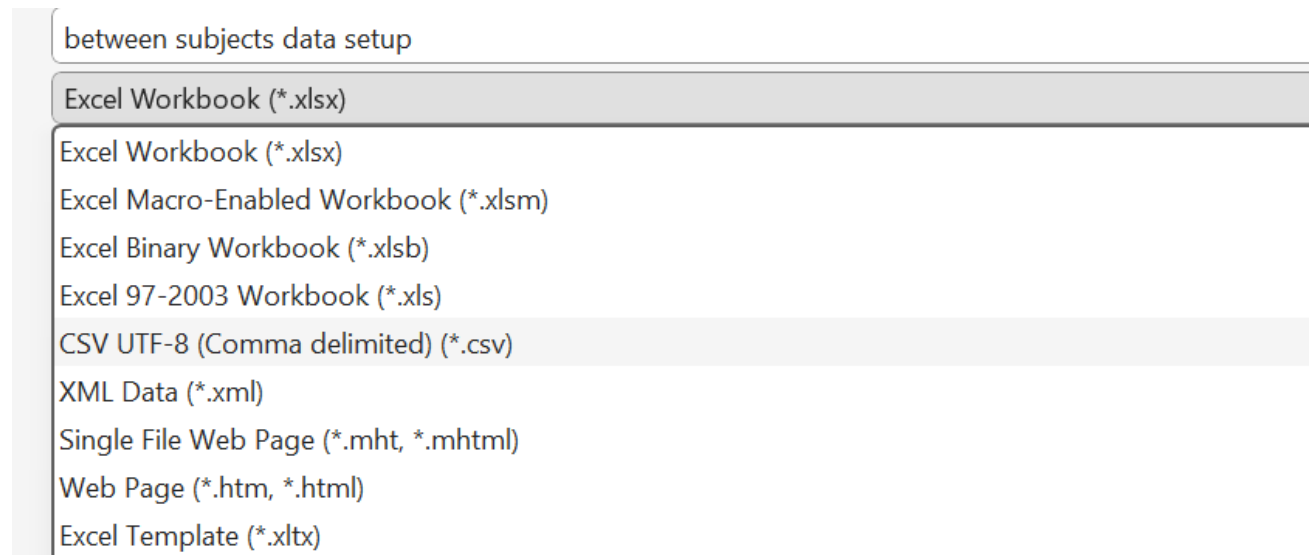 between subjects data setup
Excel Workbook (*.xlsx)
Excel Workbook (*.xlsx)
Excel Macro-Enabled Workbook (*.xlsm)
Excel Binary Workbook (*.xlsb)
Excel 97-2003 Workbook (*.xls)
CSV UTF-8 (Comma delimited) (*.csv)
XML Data (*.xml)
Single File Web Page (*.mht, *.mhtml)
Web Page (*.htm, *.html)
Excel Template (*.xltx)